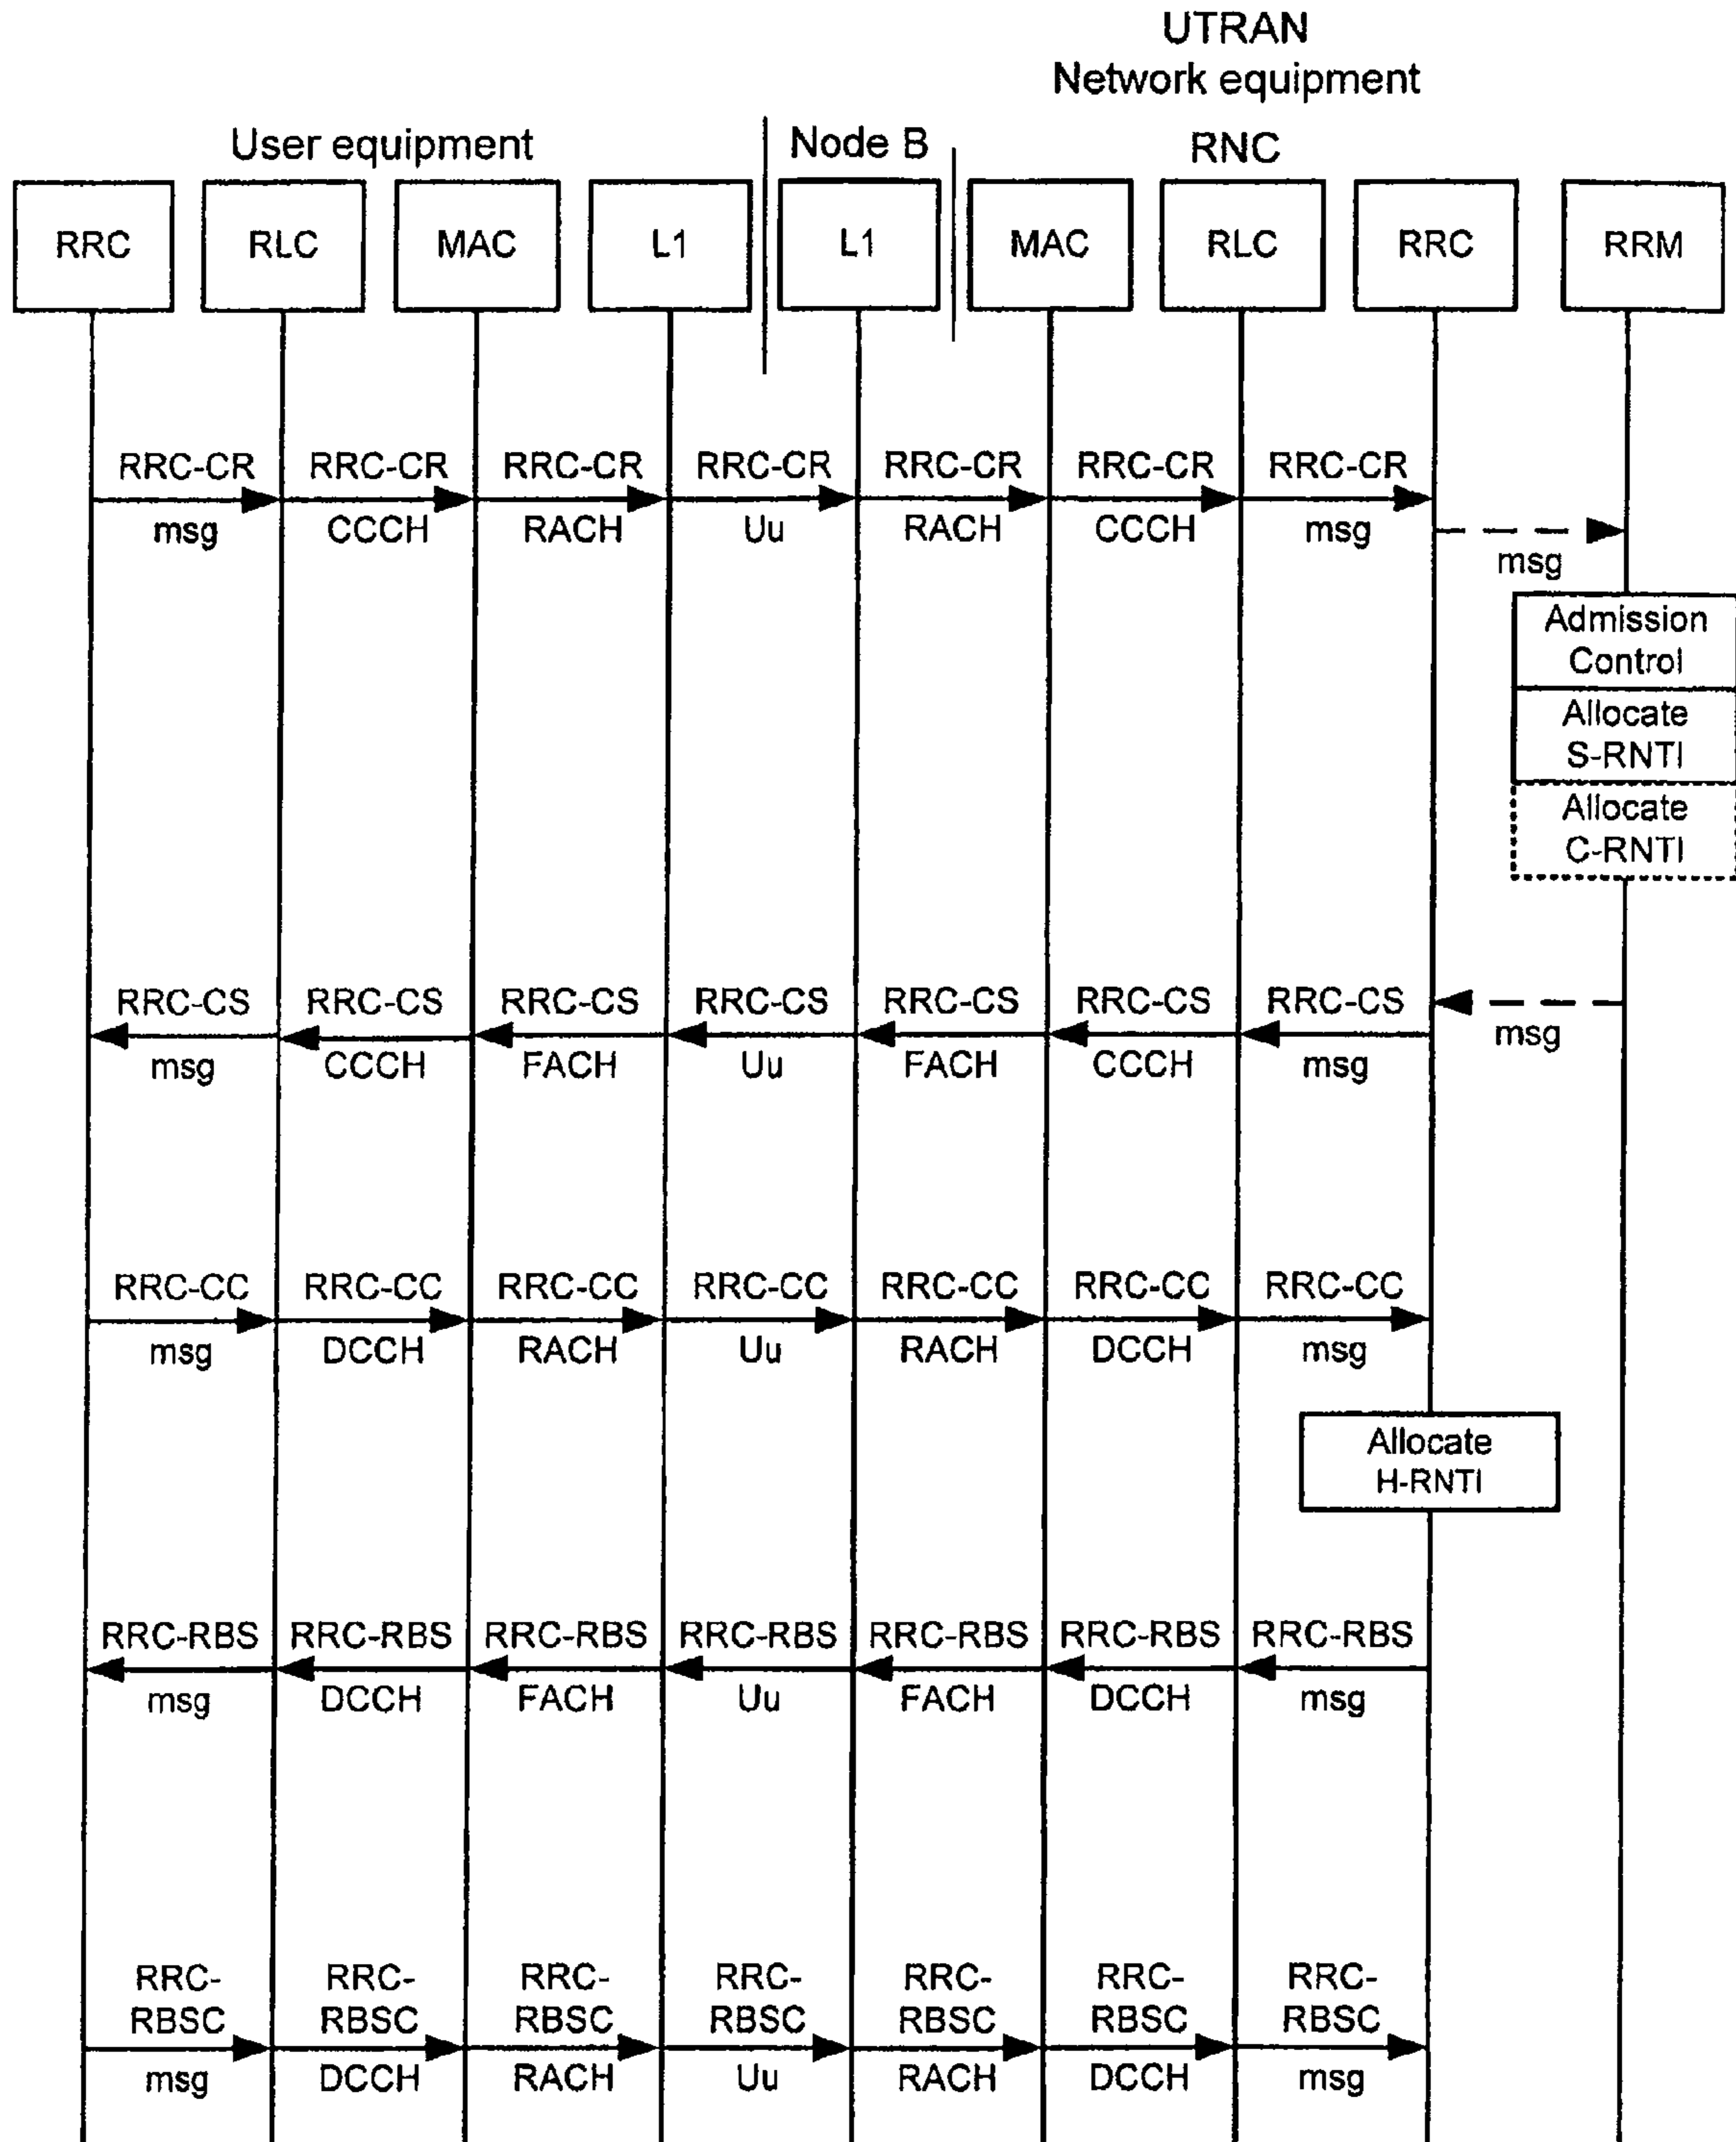 UTRAN
Network equipment
User equipment
Node B
RNC
RRC RLC MAC L1 L1 MAC RLC RRC RRM
RRC-CR RRC-CR RRC-CR RRC-CR RRC-CR RRC-CR RRC-CR
msg CCCH RACH Uu RACH CCCH msg
msg
Admission
Control
Allocate
S-RNTI
Allocate
C-RNTI
RRC-CS RRC-CS RRC-CS RRC-CS RRC-CS RRC-CS RRC-CS
msg
msg CCCH FACH Uu FACH CCCH msg
RRC-CC RRC-CC RRC-CC RRC-CC RRC-CC RRC-CC RRC-CC
msg DCCH RACH Uu RACH DCCH msg
Allocate
H-RNTI
RRC-RBS RRC-RBS RRC-RBS RRC-RBS RRC-RBS RRC-RBS RRC-RBS
msg DCCH FACH Uu FACH DCCH msg
RRC- RRC- RRC- RRC- RRC- RRC- RRC-
RBSC RBSC RBSC RBSC RBSC RBSC RBSC
msg DCCH RACH Uu RACH DCCH msg